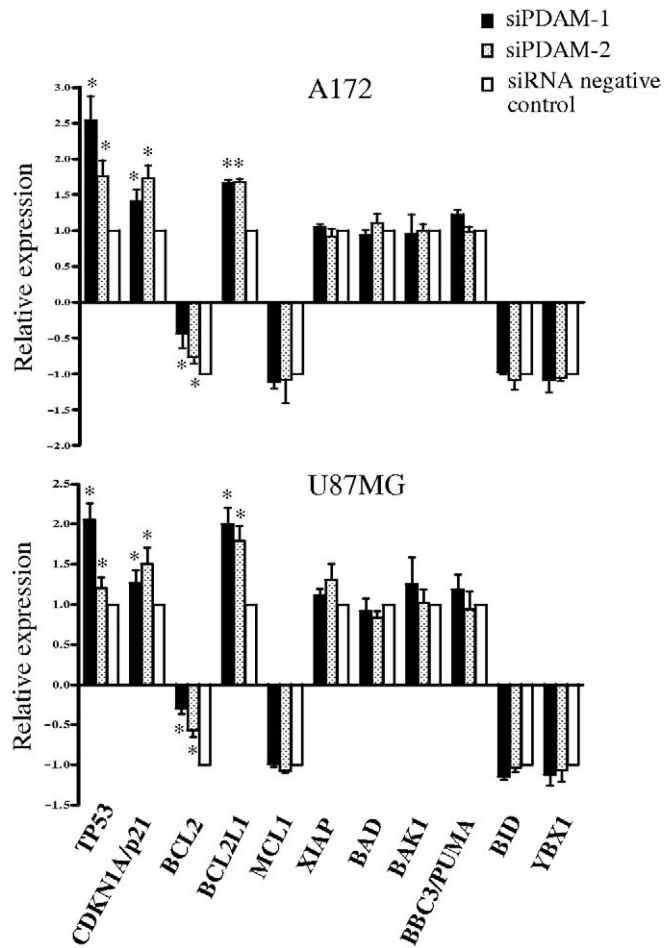 siPDAM-1
siPDAM-2
siRNA negative
control
A172
Relative expression
3.0
2.5
2.0
1.5
1.0
0.5
0.0
-0.5
-1.0
-1.5
-2.0
* * * * ** * *
U87MG
Relative expression
2.5
2.0
1.5
1.0
0.5
0.0
-0.5
-1.0
-1.5
* * * * * * * *
TP53
CDKN1A/p21
BCL2
BCL2L1
MCL1
XIAP
BAD
BAK1
BBC3/PUMA
BID
YBX1